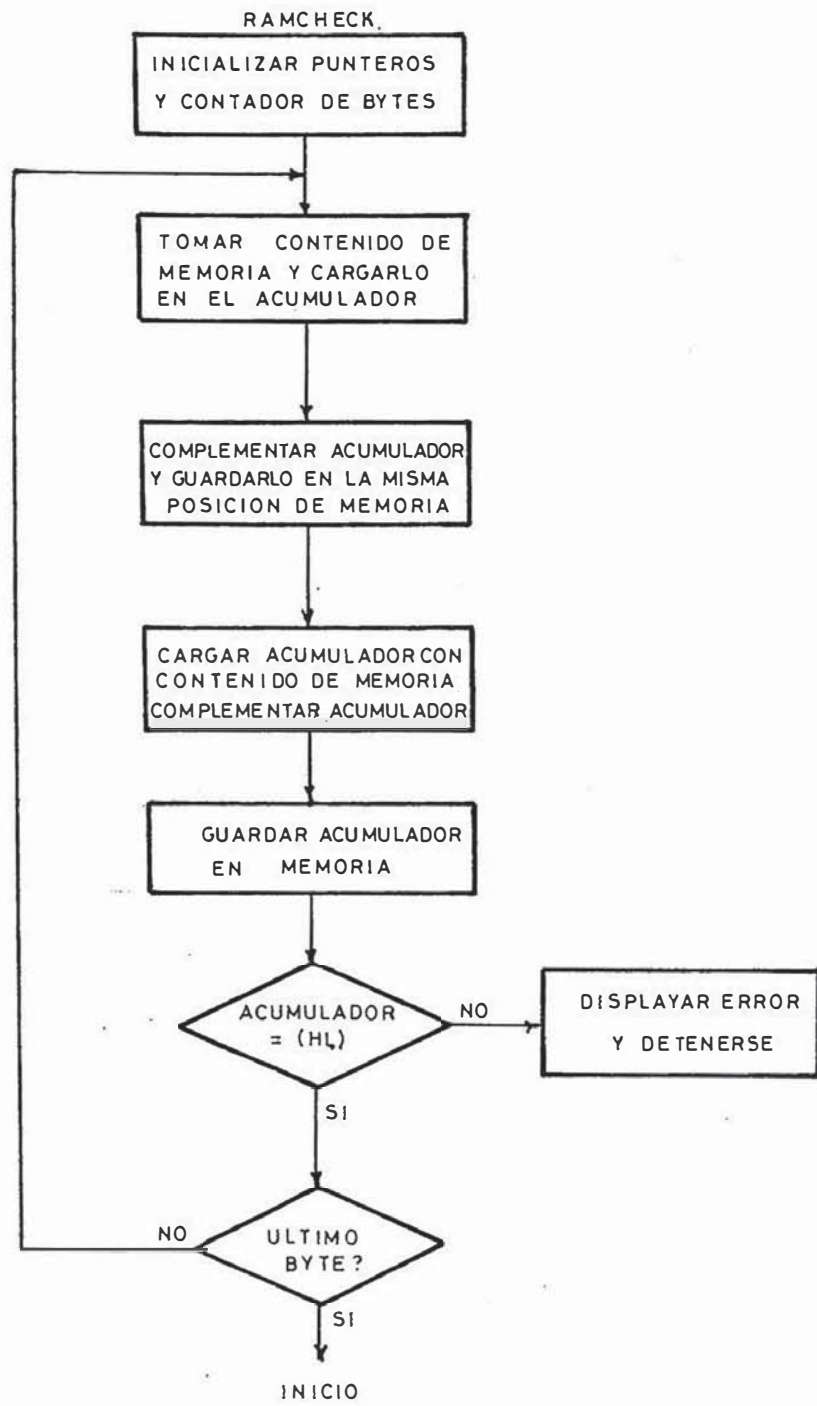 RAMCHECK.
INICIALIZAR PUNTEROS
Y CONTADOR DE BYTES
TOMAR CONTENIDO DE
MEMORIA Y CARGARLO
EN EL ACUMULADOR
COMPLEMENTAR ACUMULADOR
Y GUARDARLO EN LA MISMA
POSICION DE MEMORIA
CARGAR ACUMULADOR CON
CONTENIDO DE MEMORIA
COMPLEMENTAR ACUMULADOR
GUARDAR ACUMULADOR
EN MEMORIA
ACUMULADOR
= (HL)
NO
DISPLAYAR ERROR
Y DETENERSE
SI
NO
ULTIMO
BYTE?
SI
INICIO